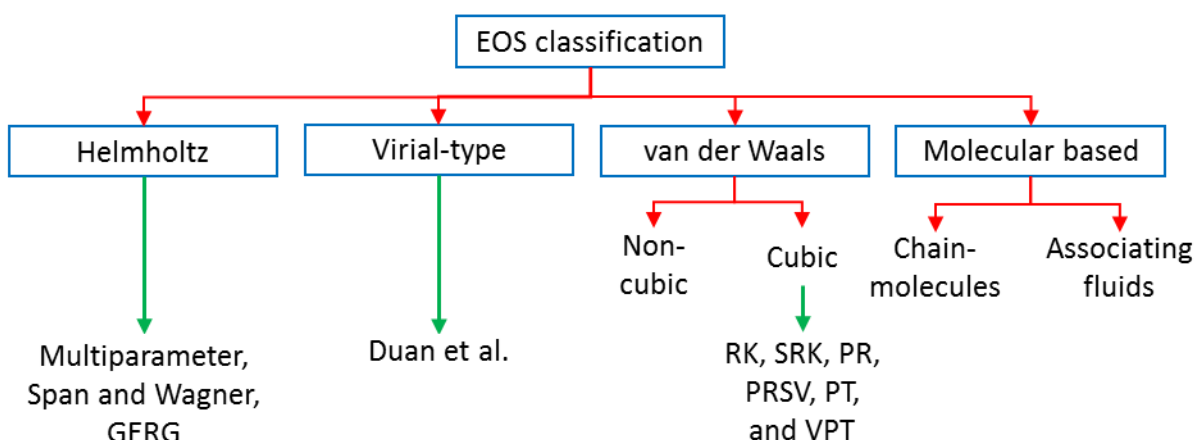 EOS classification
Helmholtz
Virial-type
van der Waals
Molecular based
Non-
cubic
Cubic
Chain-
molecules
Associating
fluids
Multiparameter,
Span and Wagner,
GERG
Duan et al.
RK, SRK, PR,
PRSV, PT,
and VPT